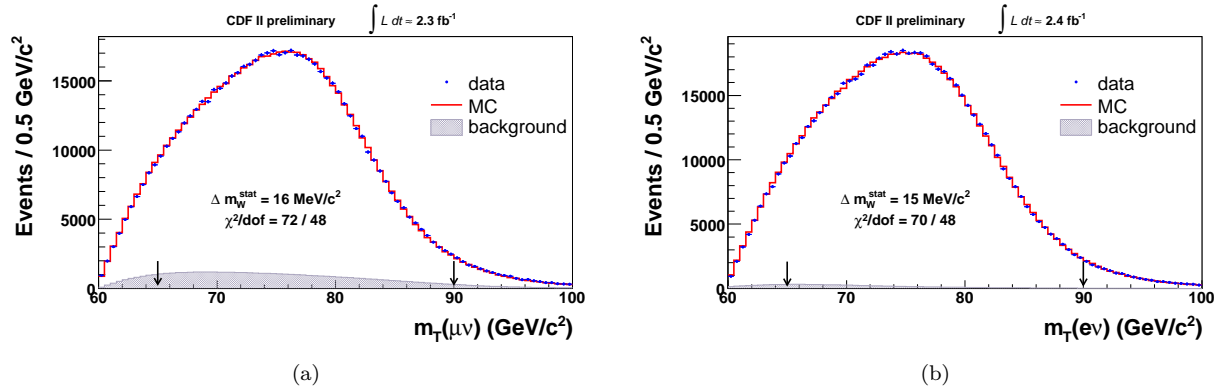 CDF II preliminary ∫ L dt ≈ 2.3 fb⁻¹
Events / 0.5 GeV/c²
15000
10000
5000
0
data
MC
background
Δ m_W^stat = 16 MeV/c²
χ²/dof = 72 / 48
60 70 80 90 100
m_T(μν) (GeV/c²)
(a)
CDF II preliminary ∫ L dt ≈ 2.4 fb⁻¹
Events / 0.5 GeV/c²
15000
10000
5000
0
data
MC
background
Δ m_W^stat = 15 MeV/c²
χ²/dof = 70 / 48
60 70 80 90 100
m_T(eν) (GeV/c²)
(b)